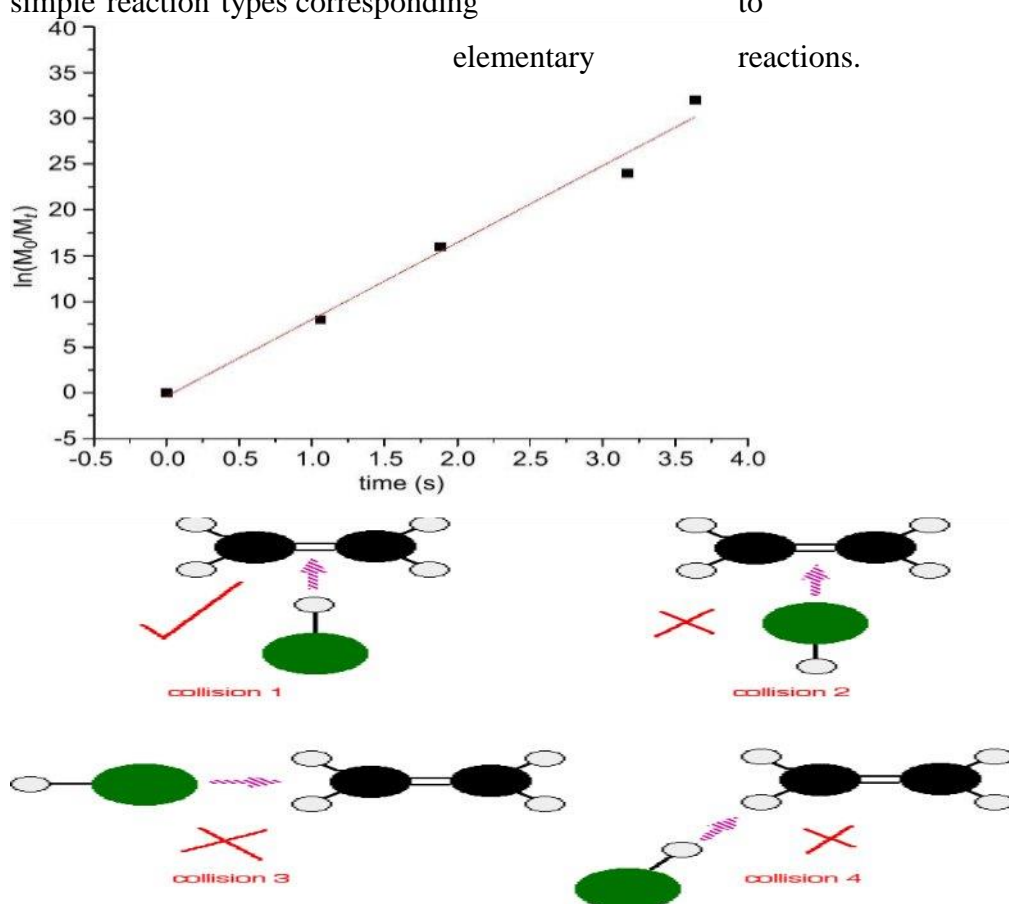 simple reaction types corresponding to
elementary reactions.
40
35
30
25
20
15
10
5
0
-5
ln(M0/Mt)
-0.5 0.0 0.5 1.0 1.5 2.0 2.5 3.0 3.5 4.0
time (s)
collision 1
collision 2
collision 3
collision 4